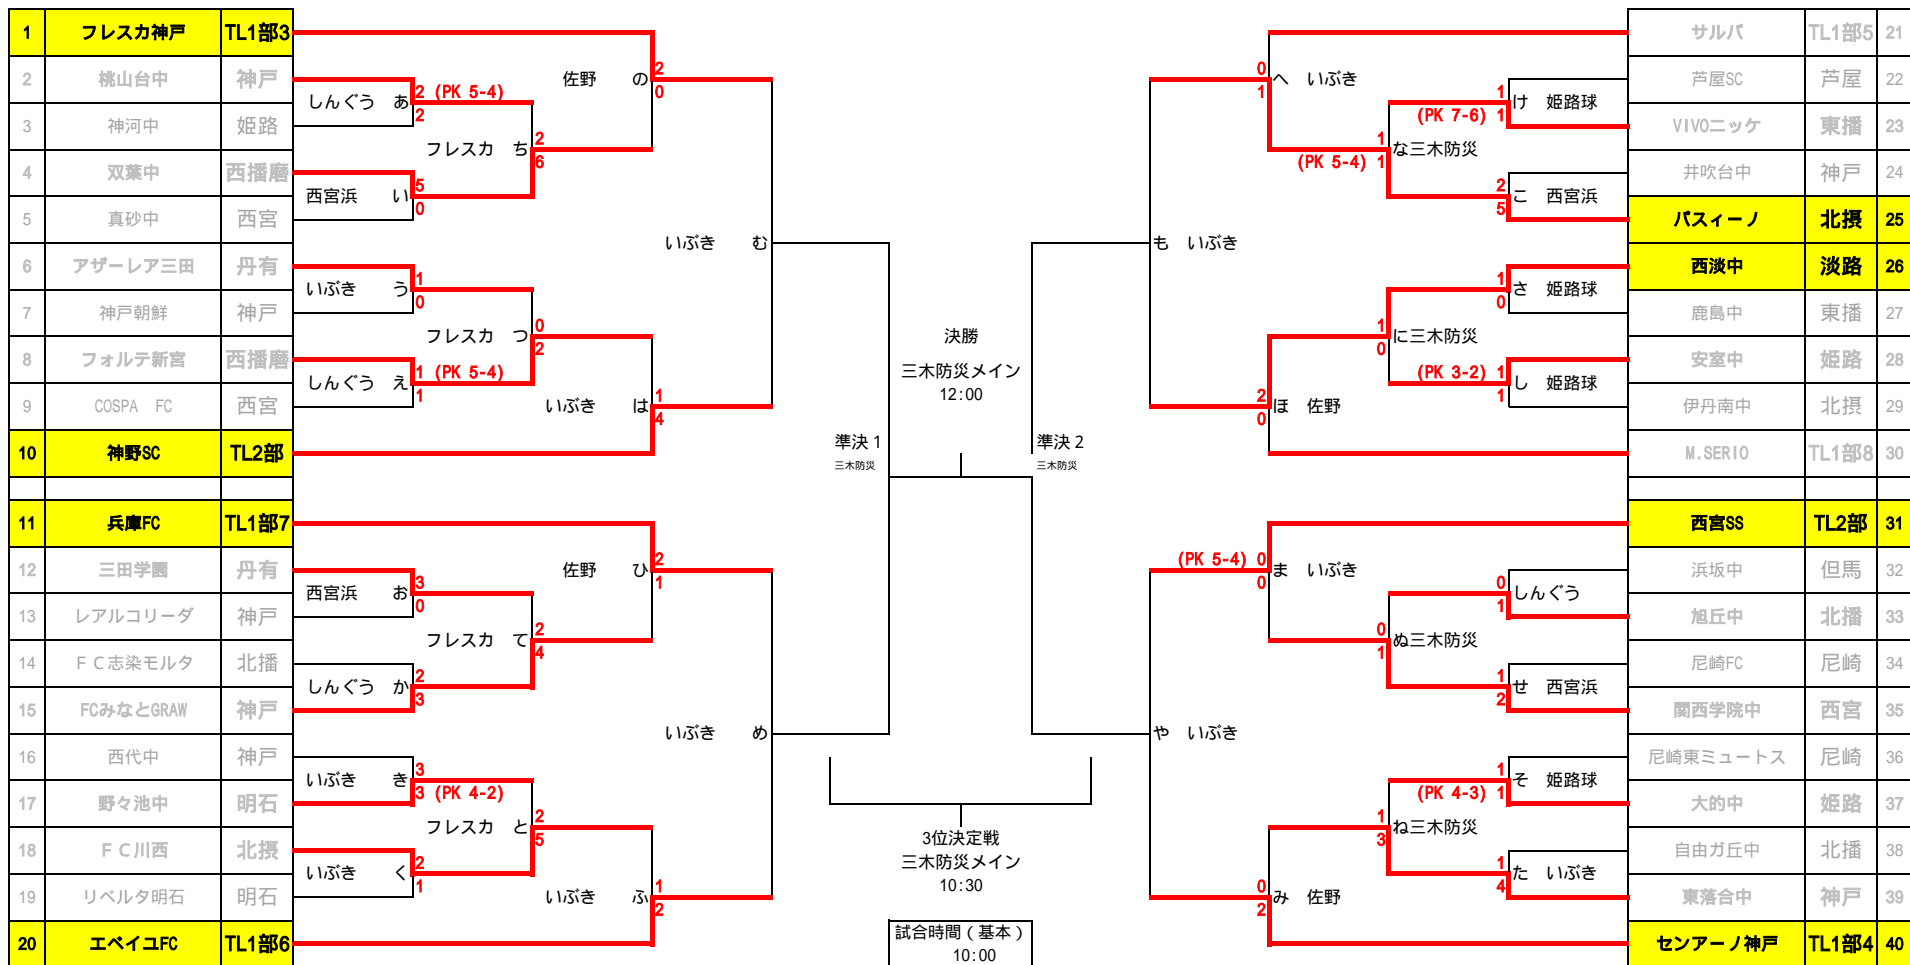 1 フレスカ神戸 TL1部3
2 桃山台中 神戸
3 神河中 姫路
4 双葉中 西播磨
5 真砂中 西宮
6 アザーレア三田 丹有
7 神戸朝鮮 神戸
8 フォルテ新宮 西播磨
9 COSPA FC 西宮
10 神野SC TL2部
11 兵庫FC TL1部7
12 三田学園 丹有
13 レアルコリーダ 神戸
14 FC志染モルタ 北播
15 FCみなとGRAW 神戸
16 西代中 神戸
17 野々池中 明石
18 FC川西 北摂
19 リベルタ明石 明石
20 エベイユFC TL1部6
しんぐう あ 2 (PK 5-4)
2
西宮浜 い 5
0
いぶき う 1
0
しんぐう え 1 (PK 5-4)
1
西宮浜 お 3
0
しんぐう か 2
3
いぶき き 3
3 (PK 4-2)
いぶき く 2
1
フレスカ ち 2
6
フレスカ つ 0
2
フレスカ て 2
4
フレスカ と 2
5
佐野 の 2
0
いぶき は 1
4
佐野 ひ 2
1
いぶき ふ 1
2
いぶき む
いぶき め
決勝
三木防災メイン
12:00
準決1
三木防災
準決2
三木防災
3位決定戦
三木防災メイン
10:30
試合時間(基本)
10:00
も いぶき
や いぶき
0 へ いぶき
1
2 ほ 佐野
0
(PK 5-4) 0 ま いぶき
0
0 み 佐野
2
1 な三木防災
(PK 5-4) 1
1 に三木防災
0
0 ぬ三木防災
1
1 ね三木防災
3
1 け 姫路球
(PK 7-6) 1
2 こ 西宮浜
5
1 さ 姫路球
0
(PK 3-2) 1 し 姫路球
1
0 しんぐう
1
1 せ 西宮浜
2
1 そ 姫路球
(PK 4-3) 1
1 た いぶき
4
サルパ TL1部5 21
芦屋SC 芦屋 22
VIVOニッケ 東播 23
井吹台中 神戸 24
パスィーノ 北摂 25
西淡中 淡路 26
鹿島中 東播 27
安室中 姫路 28
伊丹南中 北摂 29
M.SERIO TL1部8 30
西宮SS TL2部 31
浜坂中 但馬 32
旭丘中 北播 33
尼崎FC 尼崎 34
関西学院中 西宮 35
尼崎東ミュートス 尼崎 36
大的中 姫路 37
自由ガ丘中 北播 38
東落合中 神戸 39
センアーノ神戸 TL1部4 40